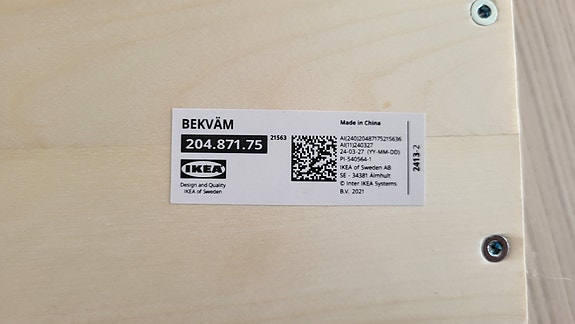 BEKVÄM
204.871.75
21563
IKEA
Design and Quality
IKEA of Sweden
Made in China
AI(240)20487175215636
AI(11)240327
24-03-27 (YY-MM-DD)
PI-540564-1
IKEA of Sweden AB
SE - 34381 Älmhult
© Inter IKEA Systems
B.V. 2021
2413-2